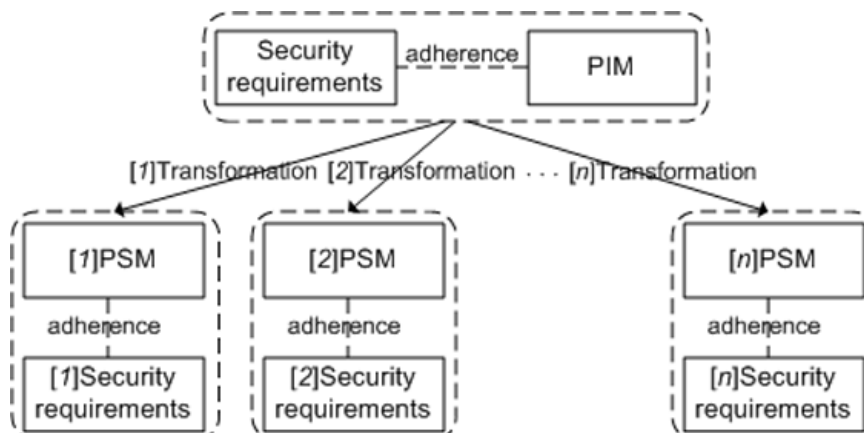 Security
requirements
adherence
PIM
[1]Transformation [2]Transformation ... [n]Transformation
[1]PSM
[2]PSM
[n]PSM
adherence
adherence
adherence
[1]Security
requirements
[2]Security
requirements
[n]Security
requirements